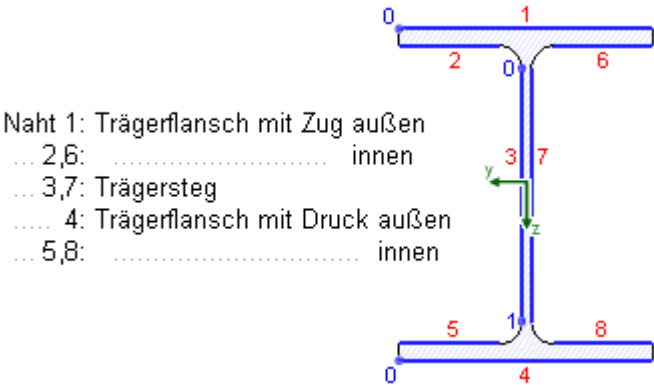 0 1
2 6
0
Naht 1: Trägerflansch mit Zug außen
... 2,6: ............................ innen
3 7
... 3,7: Trägersteg
y
..... 4: Trägerflansch mit Druck außen
z
... 5,8: ................................ innen
1
5 8
0 4